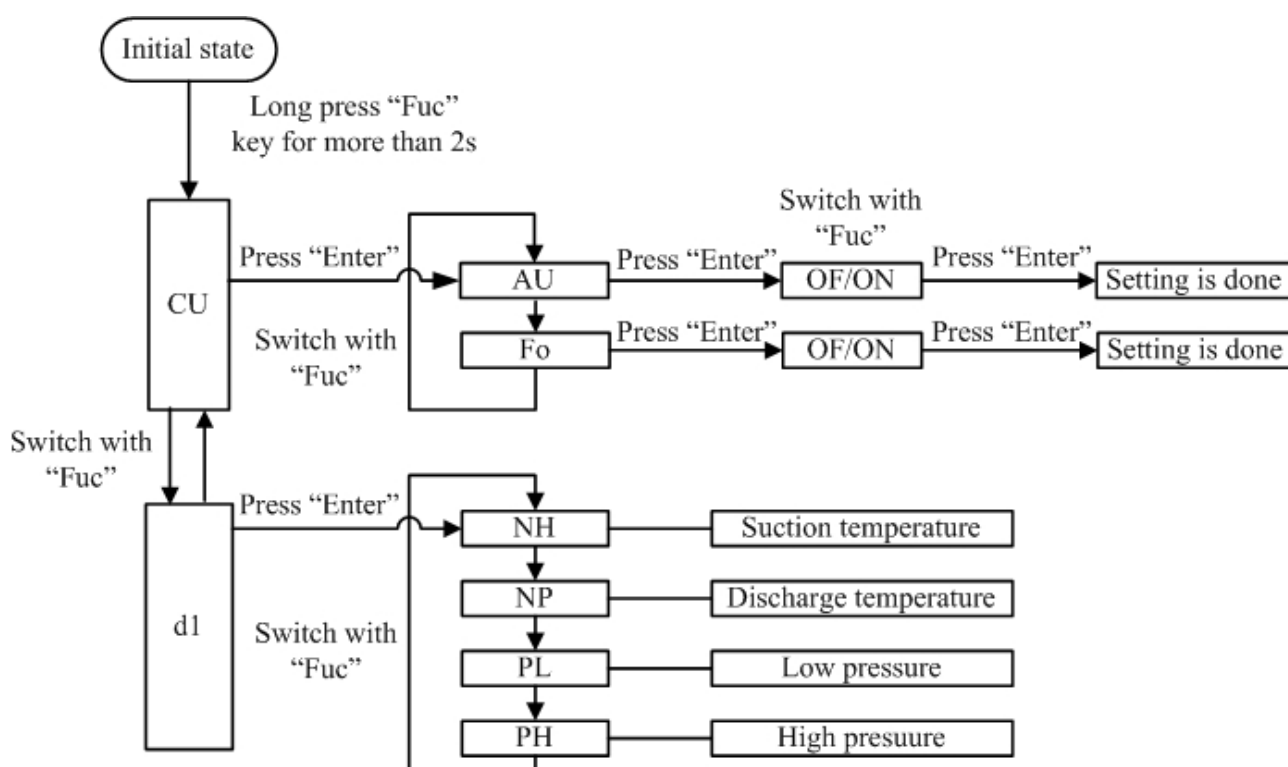 Initial state
Long press “Fuc”
key for more than 2s
Switch with
“Fuc”
Press “Enter”
AU
Press “Enter”
OF/ON
Press “Enter”
Setting is done
CU
Switch with
“Fuc”
Fo
Press “Enter”
OF/ON
Press “Enter”
Setting is done
Switch with
“Fuc”
Press “Enter”
NH
Suction temperature
NP
Discharge temperature
d1
Switch with
“Fuc”
PL
Low pressure
PH
High presuure